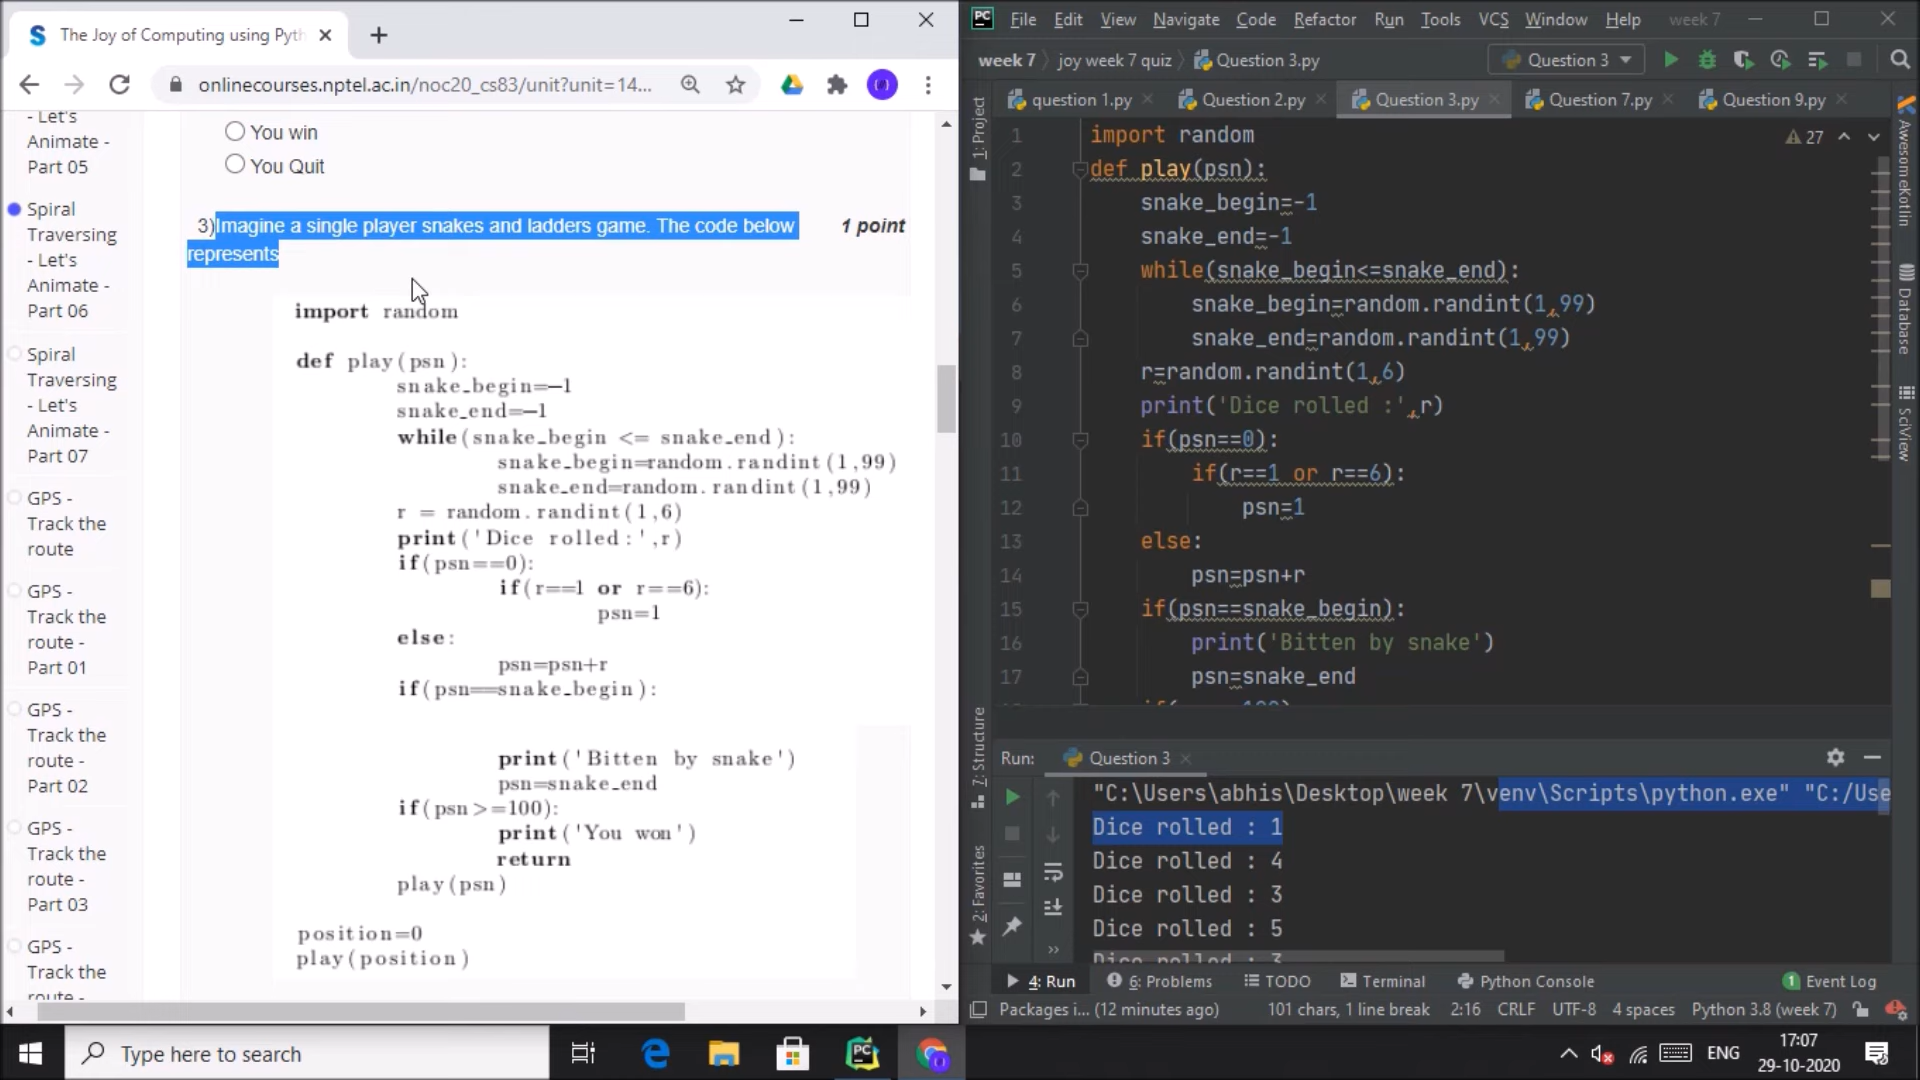 The Joy of Computing using Pyth
onlinecourses.nptel.ac.in/noc20_cs83/unit?unit=14...
- Let's
Animate -
Part 05
Spiral
Traversing
- Let's
Animate -
Part 06
Spiral
Traversing
- Let's
Animate -
Part 07
GPS -
Track the
route
GPS -
Track the
route -
Part 01
GPS -
Track the
route -
Part 02
GPS -
Track the
route -
Part 03
GPS -
Track the
route -
You win
You Quit
3)Imagine a single player snakes and ladders game. The code below
represents
1 point
import random
def play(psn):
snake_begin=-1
snake_end=-1
while(snake_begin <= snake_end):
snake_begin=random.randint(1,99)
snake_end=random.randint(1,99)
r = random.randint(1,6)
print('Dice rolled:',r)
if(psn==0):
if(r==1 or r==6):
psn=1
else:
psn=psn+r
if(psn==snake_begin):
print('Bitten by snake')
psn=snake_end
if(psn>=100):
print('You won')
return
play(psn)
position=0
play(position)
PC File Edit View Navigate Code Refactor Run Tools VCS Window Help week 7
week 7 joy week 7 quiz Question 3.py Question 3
question 1.py Question 2.py Question 3.py Question 7.py Question 9.py
27
1 import random
2 def play(psn):
3 snake_begin=-1
4 snake_end=-1
5 while(snake_begin<=snake_end):
6 snake_begin=random.randint(1,99)
7 snake_end=random.randint(1,99)
8 r=random.randint(1,6)
9 print('Dice rolled :',r)
10 if(psn==0):
11 if(r==1 or r==6):
12 psn=1
13 else:
14 psn=psn+r
15 if(psn==snake_begin):
16 print('Bitten by snake')
17 psn=snake_end
1: Project
7: Structure
2: Favorites
AwesomeKotlin
Database
SciView
Run: Question 3
"C:\Users\abhis\Desktop\week 7\venv\Scripts\python.exe" "C:/Use
Dice rolled : 1
Dice rolled : 4
Dice rolled : 3
Dice rolled : 5
Dice rolled : 3
4: Run 6: Problems TODO Terminal Python Console 1 Event Log
Packages i... (12 minutes ago) 101 chars, 1 line break 2:16 CRLF UTF-8 4 spaces Python 3.8 (week 7)
Type here to search
PC
ENG
17:07
29-10-2020